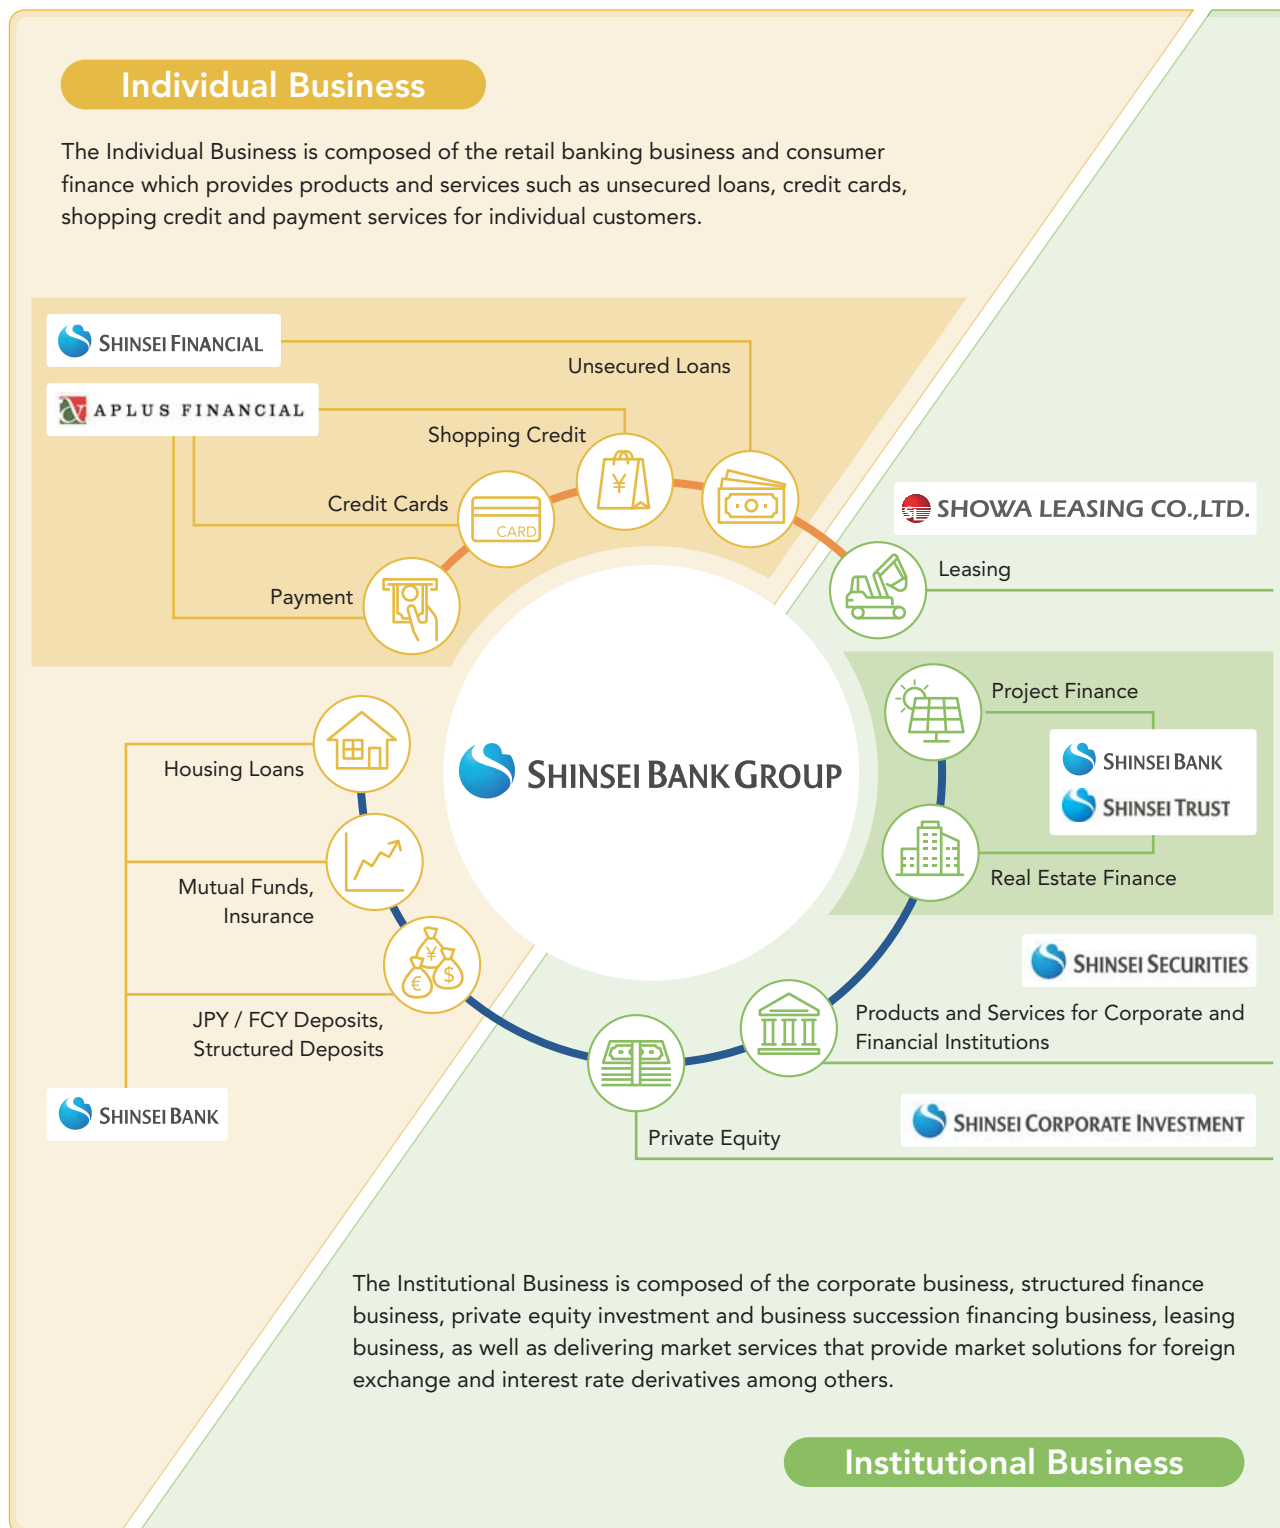 Individual Business
The Individual Business is composed of the retail banking business and consumer
finance which provides products and services such as unsecured loans, credit cards,
shopping credit and payment services for individual customers.
SHINSEI FINANCIAL
Unsecured Loans
APLUS FINANCIAL
Shopping Credit
¥
Credit Cards
CARD
SHOWA LEASING CO.,LTD.
Leasing
Payment
Project Finance
SHINSEI BANK
SHINSEI TRUST
Real Estate Finance
SHINSEI BANK GROUP
Housing Loans
Mutual Funds,
Insurance
¥
€ $
JPY / FCY Deposits,
Structured Deposits
SHINSEI BANK
SHINSEI SECURITIES
Products and Services for Corporate and
Financial Institutions
SHINSEI CORPORATE INVESTMENT
Private Equity
The Institutional Business is composed of the corporate business, structured finance
business, private equity investment and business succession financing business, leasing
business, as well as delivering market services that provide market solutions for foreign
exchange and interest rate derivatives among others.
Institutional Business